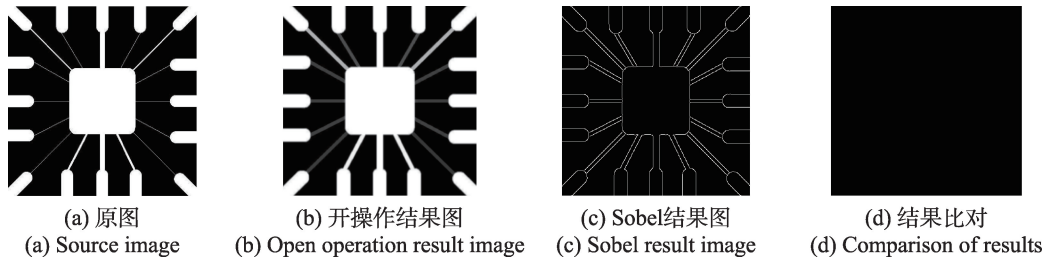 (a) 原图
(a) Source image
(b) 开操作结果图
(b) Open operation result image
(c) Sobel结果图
(c) Sobel result image
(d) 结果比对
(d) Comparison of results